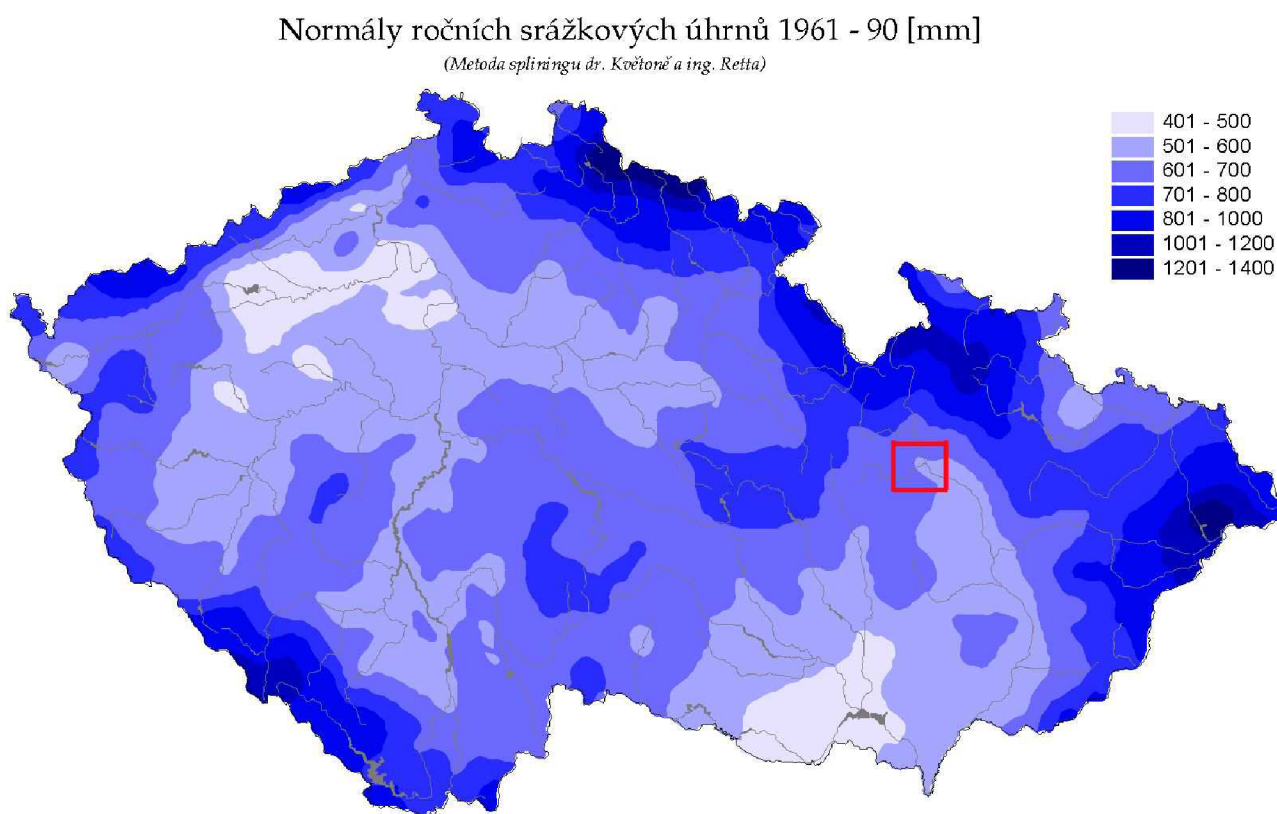 Normály ročních srážkových úhrnů 1961 - 90 [mm]
(Metoda spliningu dr. Květoně a ing. Retta)
401 - 500
501 - 600
601 - 700
701 - 800
801 - 1000
1001 - 1200
1201 - 1400